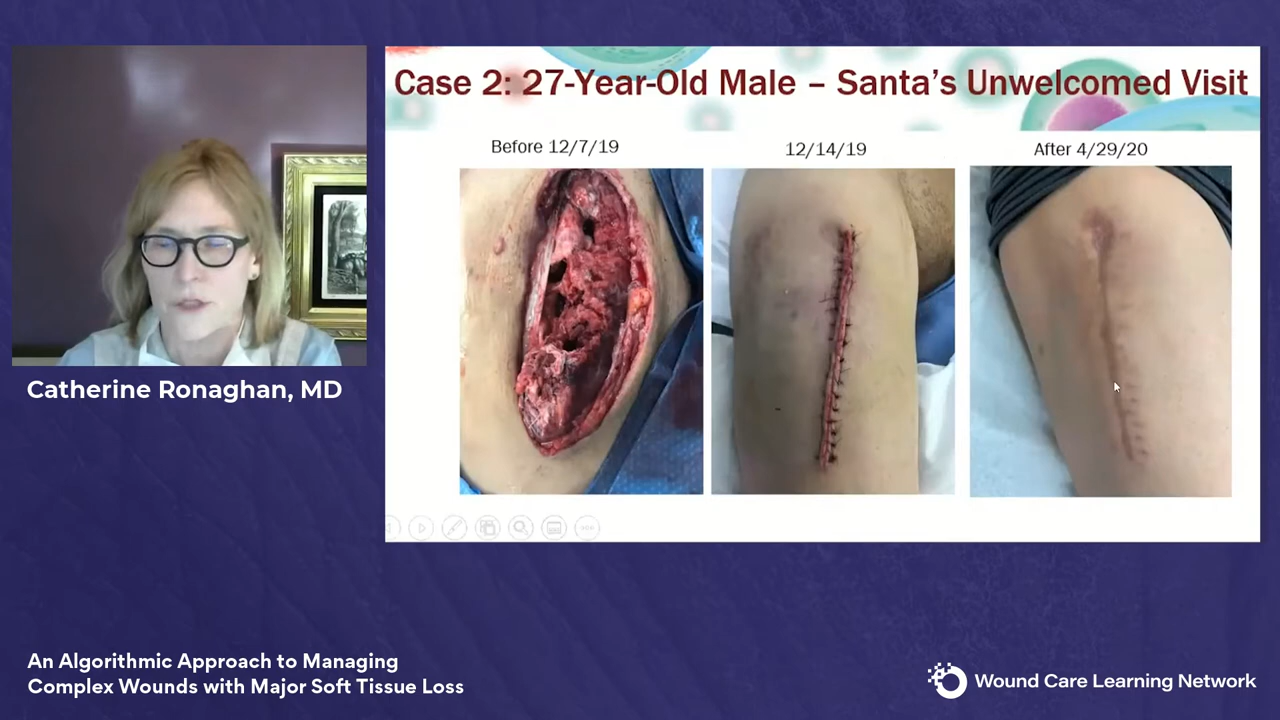 Case 2: 27-Year-Old Male – Santa’s Unwelcomed Visit
Before 12/7/19
12/14/19
After 4/29/20
Catherine Ronaghan, MD
An Algorithmic Approach to Managing
Complex Wounds with Major Soft Tissue Loss
Wound Care Learning Network